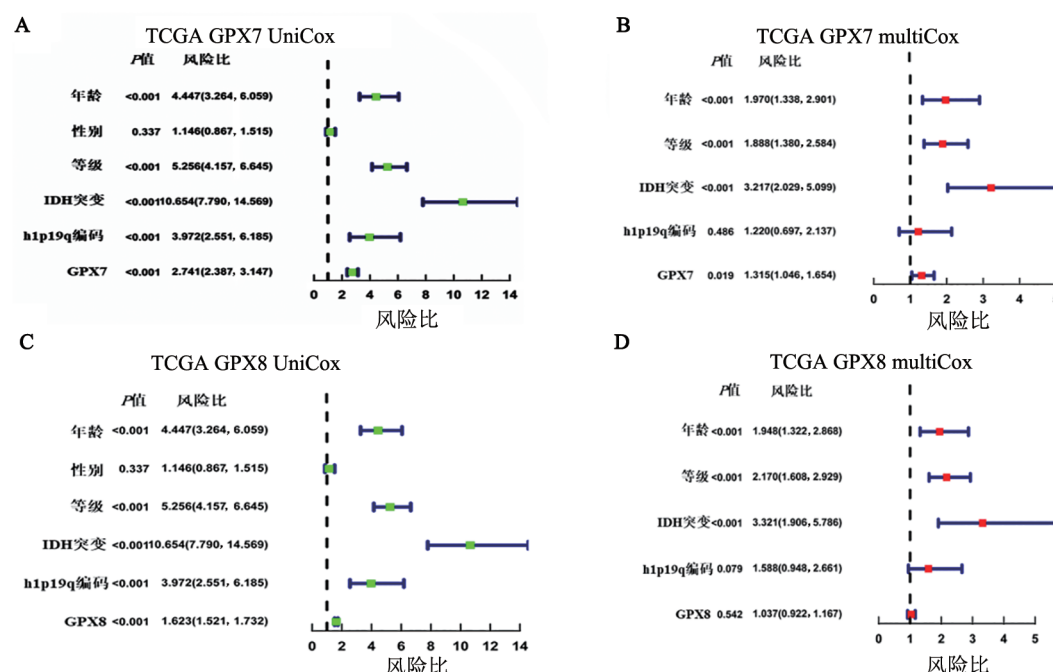 A
TCGA GPX7 UniCox
P值 风险比
年龄 <0.001 4.447(3.264, 6.059)
性别 0.337 1.146(0.867, 1.515)
等级 <0.001 5.256(4.157, 6.645)
IDH突变 <0.001 10.654(7.790, 14.569)
h1p19q编码 <0.001 3.972(2.551, 6.185)
GPX7 <0.001 2.741(2.387, 3.147)
0 2 4 6 8 10 12 14
风险比
B
TCGA GPX7 multiCox
P值 风险比
年龄 <0.001 1.970(1.338, 2.901)
等级 <0.001 1.888(1.380, 2.584)
IDH突变 <0.001 3.217(2.029, 5.099)
h1p19q编码 0.486 1.220(0.697, 2.137)
GPX7 0.019 1.315(1.046, 1.654)
0 1 2 3 4
风险比
C
TCGA GPX8 UniCox
P值 风险比
年龄 <0.001 4.447(3.264, 6.059)
性别 0.337 1.146(0.867, 1.515)
等级 <0.001 5.256(4.157, 6.645)
IDH突变 <0.001 10.654(7.790, 14.569)
h1p19q编码 <0.001 3.972(2.551, 6.185)
GPX8 <0.001 1.623(1.521, 1.732)
0 2 4 6 8 10 12 14
风险比
D
TCGA GPX8 multiCox
P值 风险比
年龄 <0.001 1.948(1.322, 2.868)
等级 <0.001 2.170(1.608, 2.929)
IDH突变 <0.001 3.321(1.906, 5.786)
h1p19q编码 0.079 1.588(0.948, 2.661)
GPX8 0.542 1.037(0.922, 1.167)
0 1 2 3 4 5
风险比